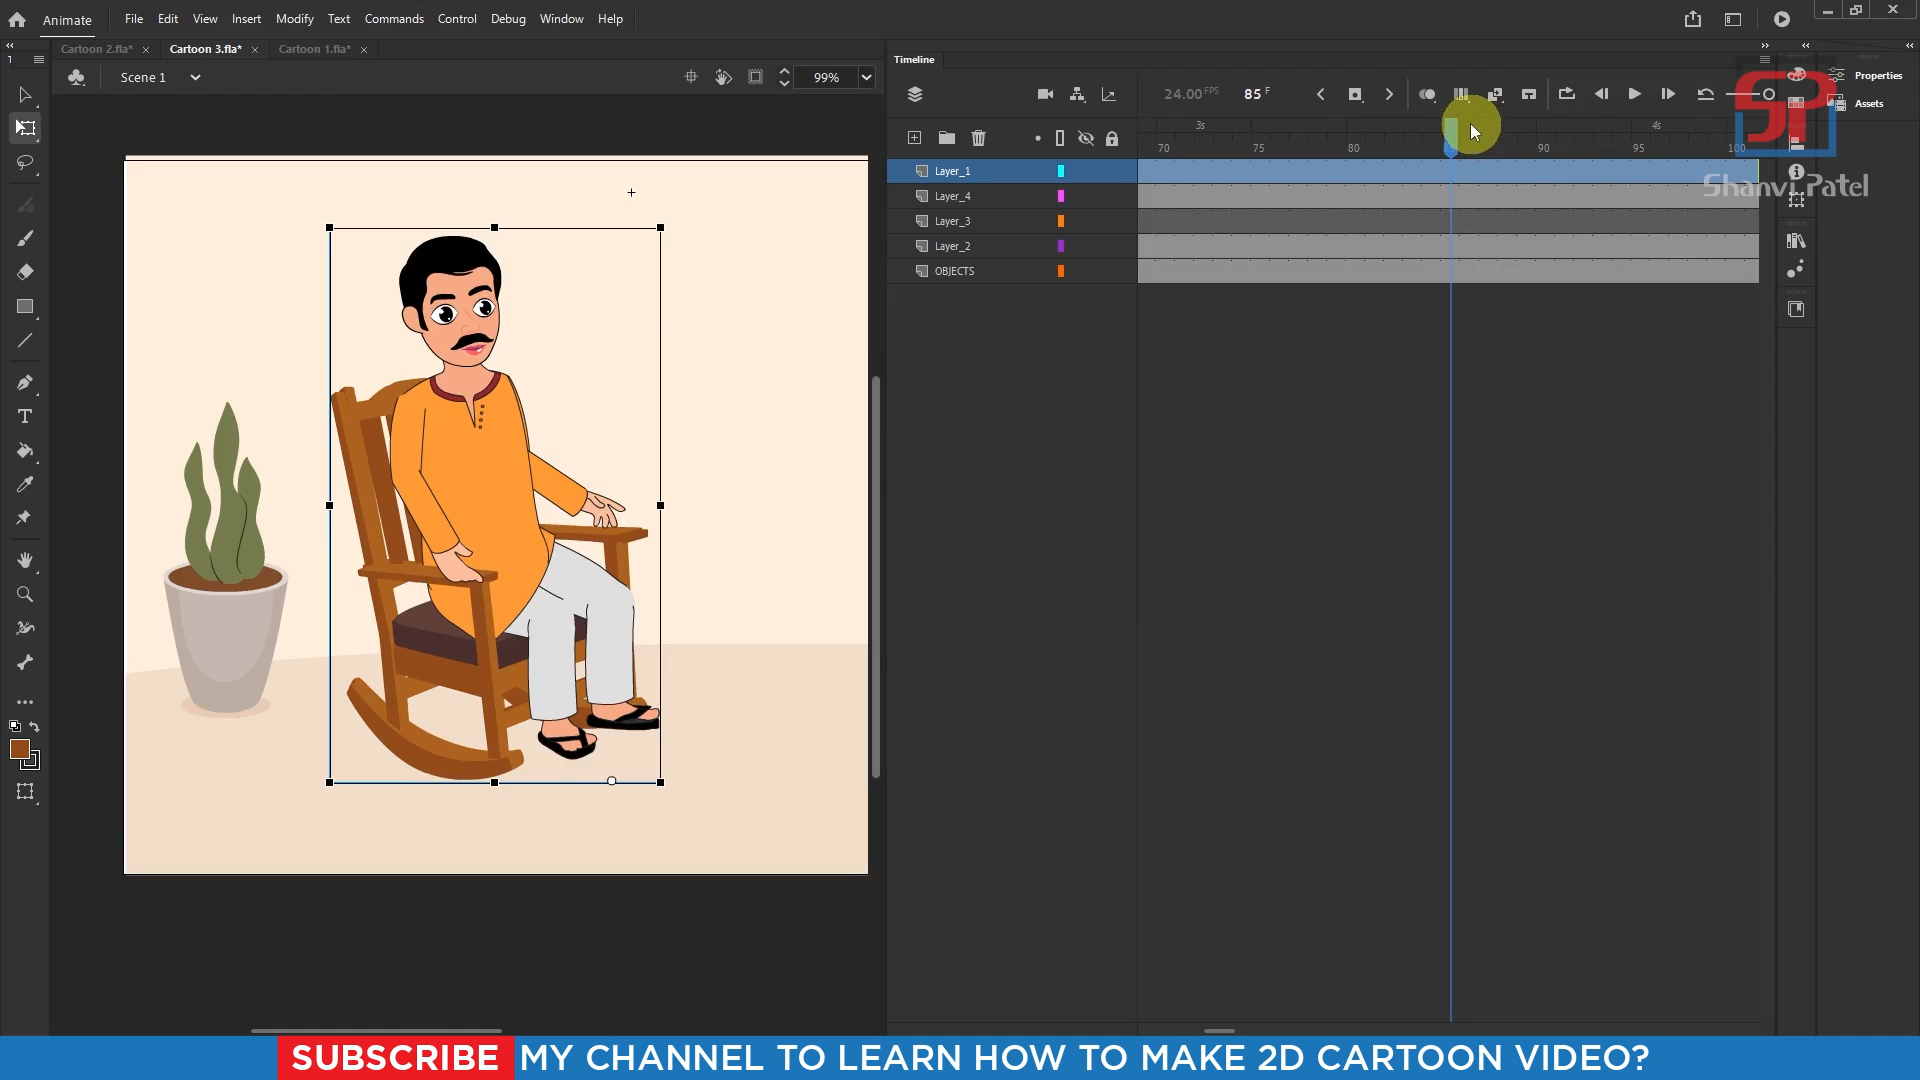 Animate File Edit View Insert Modify Text Commands Control Debug Window Help
Cartoon 2.fla* Cartoon 3.fla* Cartoon 1.fla*
Scene 1 99%
Timeline
24.00 FPS 85 F
Properties
Assets
3s 4s
70 75 80 90 95 100
Layer_1
Layer_4
Layer_3
Layer_2
OBJECTS
SP
Shanvi Patel
SUBSCRIBE MY CHANNEL TO LEARN HOW TO MAKE 2D CARTOON VIDEO?